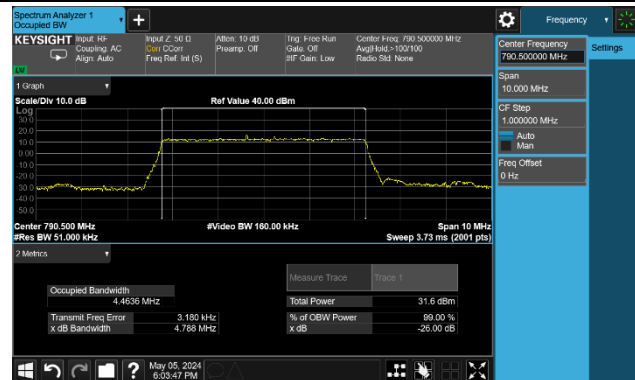 Spectrum Analyzer 1
Occupied BW
Frequency
KEYSIGHT
Input: RF
Coupling: AC
Align: Auto
Input Z: 50 Ω
Corr CCorr
Freq Ref: Int (S)
Atten: 10 dB
Preamp: Off
Trig: Free Run
Gate: Off
#IF Gain: Low
Center Freq: 790.500000 MHz
Avg|Hold:>100/100
Radio Std: None
Center Frequency
790.500000 MHz
Settings
Span
10.000 MHz
CF Step
1.000000 MHz
Auto
Man
Freq Offset
0 Hz
1 Graph
Scale/Div 10.0 dB
Ref Value 40.00 dBm
Log
30.0
20.0
10.0
0.00
-10.0
-20.0
-30.0
-40.0
-50.0
Center 790.500 MHz
#Video BW 160.00 kHz
Span 10 MHz
#Res BW 51.000 kHz
Sweep 3.73 ms (2001 pts)
2 Metrics
Measure Trace
Trace 1
Occupied Bandwidth
4.4636 MHz
Total Power
31.6 dBm
Transmit Freq Error
3.180 kHz
% of OBW Power
99.00 %
x dB Bandwidth
4.788 MHz
x dB
-26.00 dB
May 05, 2024
6:03:47 PM